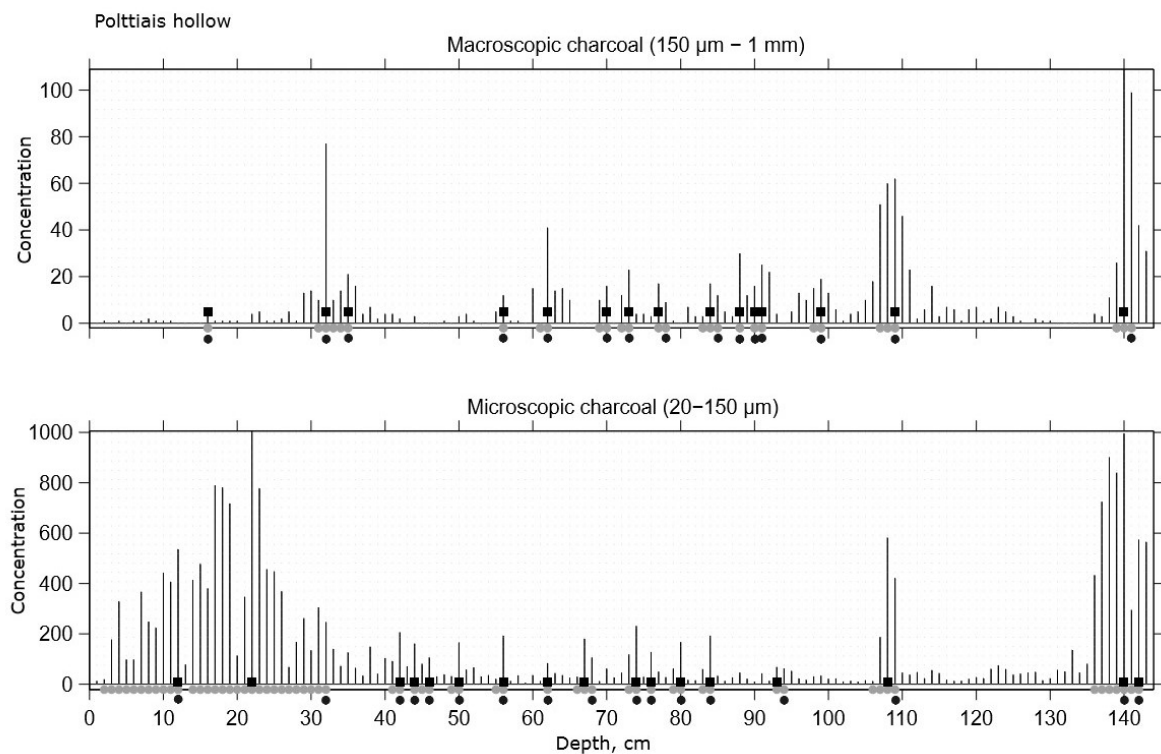 Polttiais hollow
Macroscopic charcoal (150 µm − 1 mm)
100
80
60
40
20
0
Concentration
Microscopic charcoal (20−150 µm)
1000
800
600
400
200
0
Concentration
0 10 20 30 40 50 60 70 80 90 100 110 120 130 140
Depth, cm